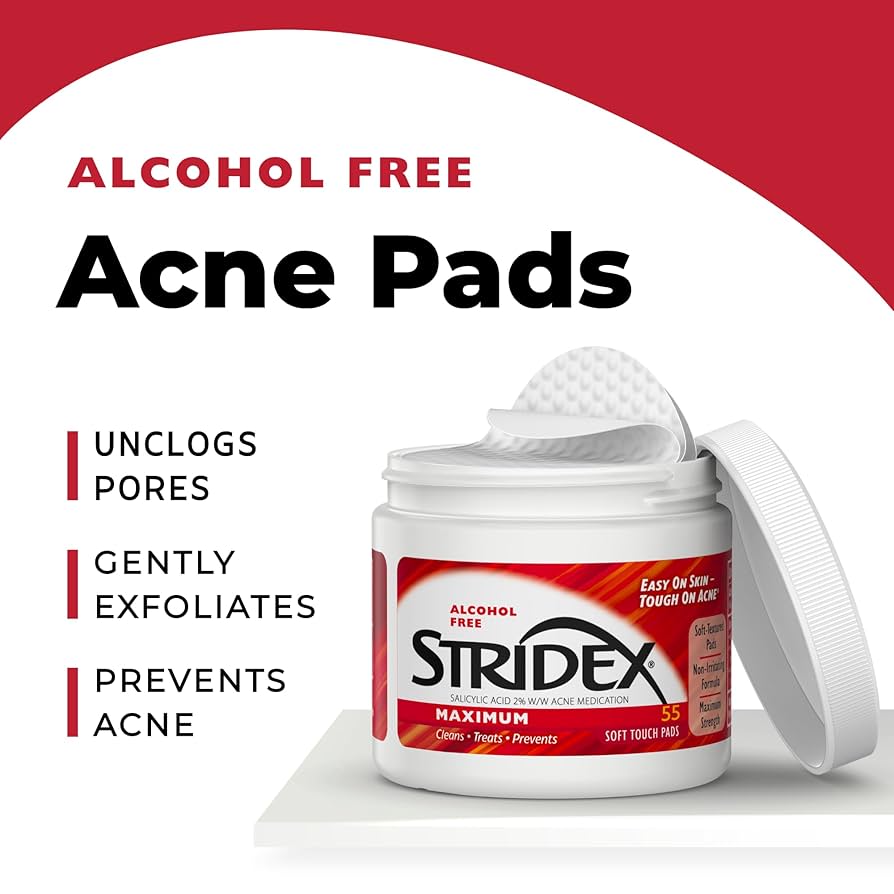 ALCOHOL FREE
Acne Pads
UNCLOGS
PORES
GENTLY
EXFOLIATES
PREVENTS
ACNE
EASY ON SKIN–
TOUGH ON ACNE
ALCOHOL
FREE
STRIDEX®
SALICYLIC ACID 2% W/W ACNE MEDICATION
MAXIMUM
Cleans • Treats • Prevents
55
SOFT TOUCH PADS
Soft-Textured
Pads
Non-Irritating
Formula
Maximum
Strength